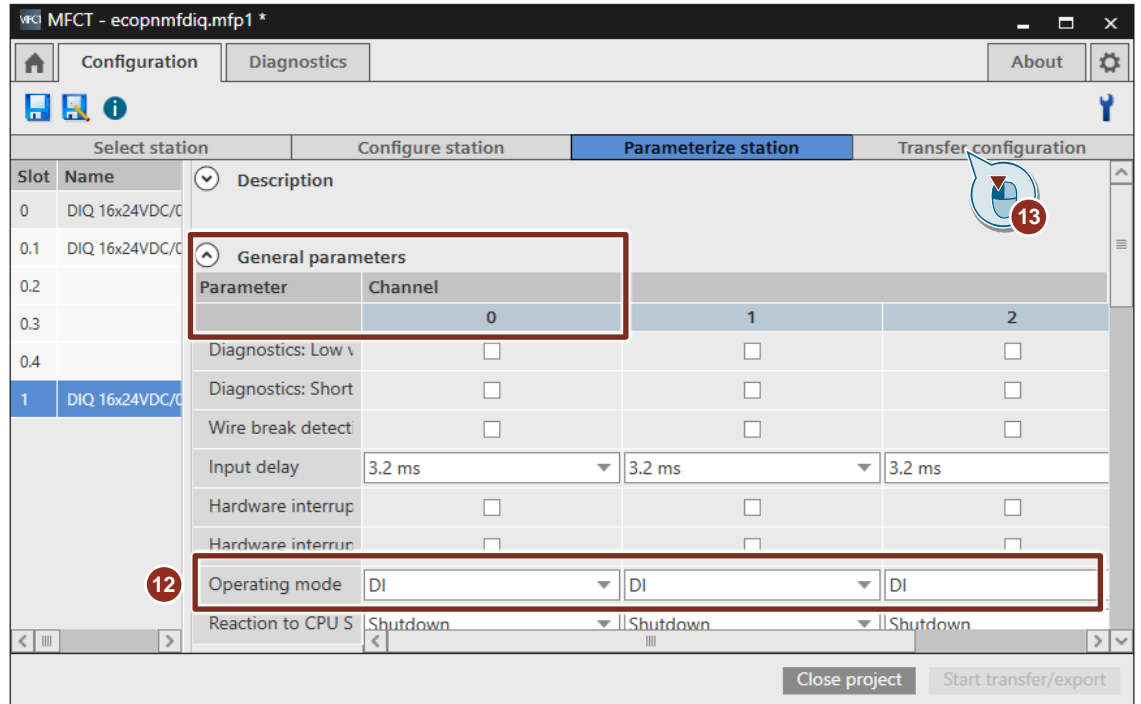 MFCT MFCT - ecopnmfdiq.mfp1 *
Configuration Diagnostics About
Select station Configure station Parameterize station Transfer configuration
Slot Name
0 DIQ 16x24VDC/0
0.1 DIQ 16x24VDC/0
0.2
0.3
0.4
1 DIQ 16x24VDC/0
Description
General parameters
Parameter Channel
0 1 2
Diagnostics: Low v
Diagnostics: Short
Wire break detecti
Input delay 3.2 ms 3.2 ms 3.2 ms
Hardware interrup
Hardware interrup
Operating mode DI DI DI
Reaction to CPU S Shutdown Shutdown Shutdown
12
13
Close project Start transfer/export